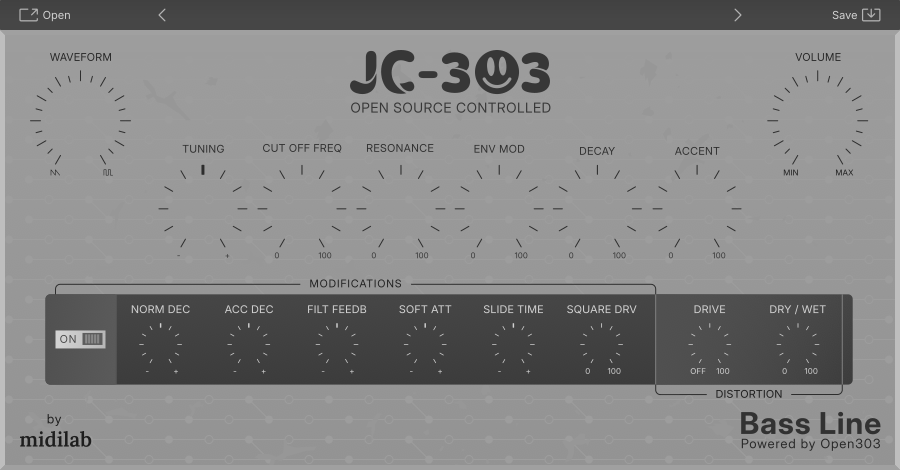 Open
Save
WAVEFORM
JC-303
VOLUME
OPEN SOURCE CONTROLLED
TUNING CUT OFF FREQ RESONANCE ENV MOD DECAY ACCENT
MIN MAX
- + 0 100 0 100 0 100 0 100 0 100
MODIFICATIONS
NORM DEC ACC DEC FILT FEEDB SOFT ATT SLIDE TIME SQUARE DRV DRIVE DRY / WET
ON
- + - + - + - + - + 0 100 OFF 100 0 100
DISTORTION
by
midilab
Bass Line
Powered by Open303